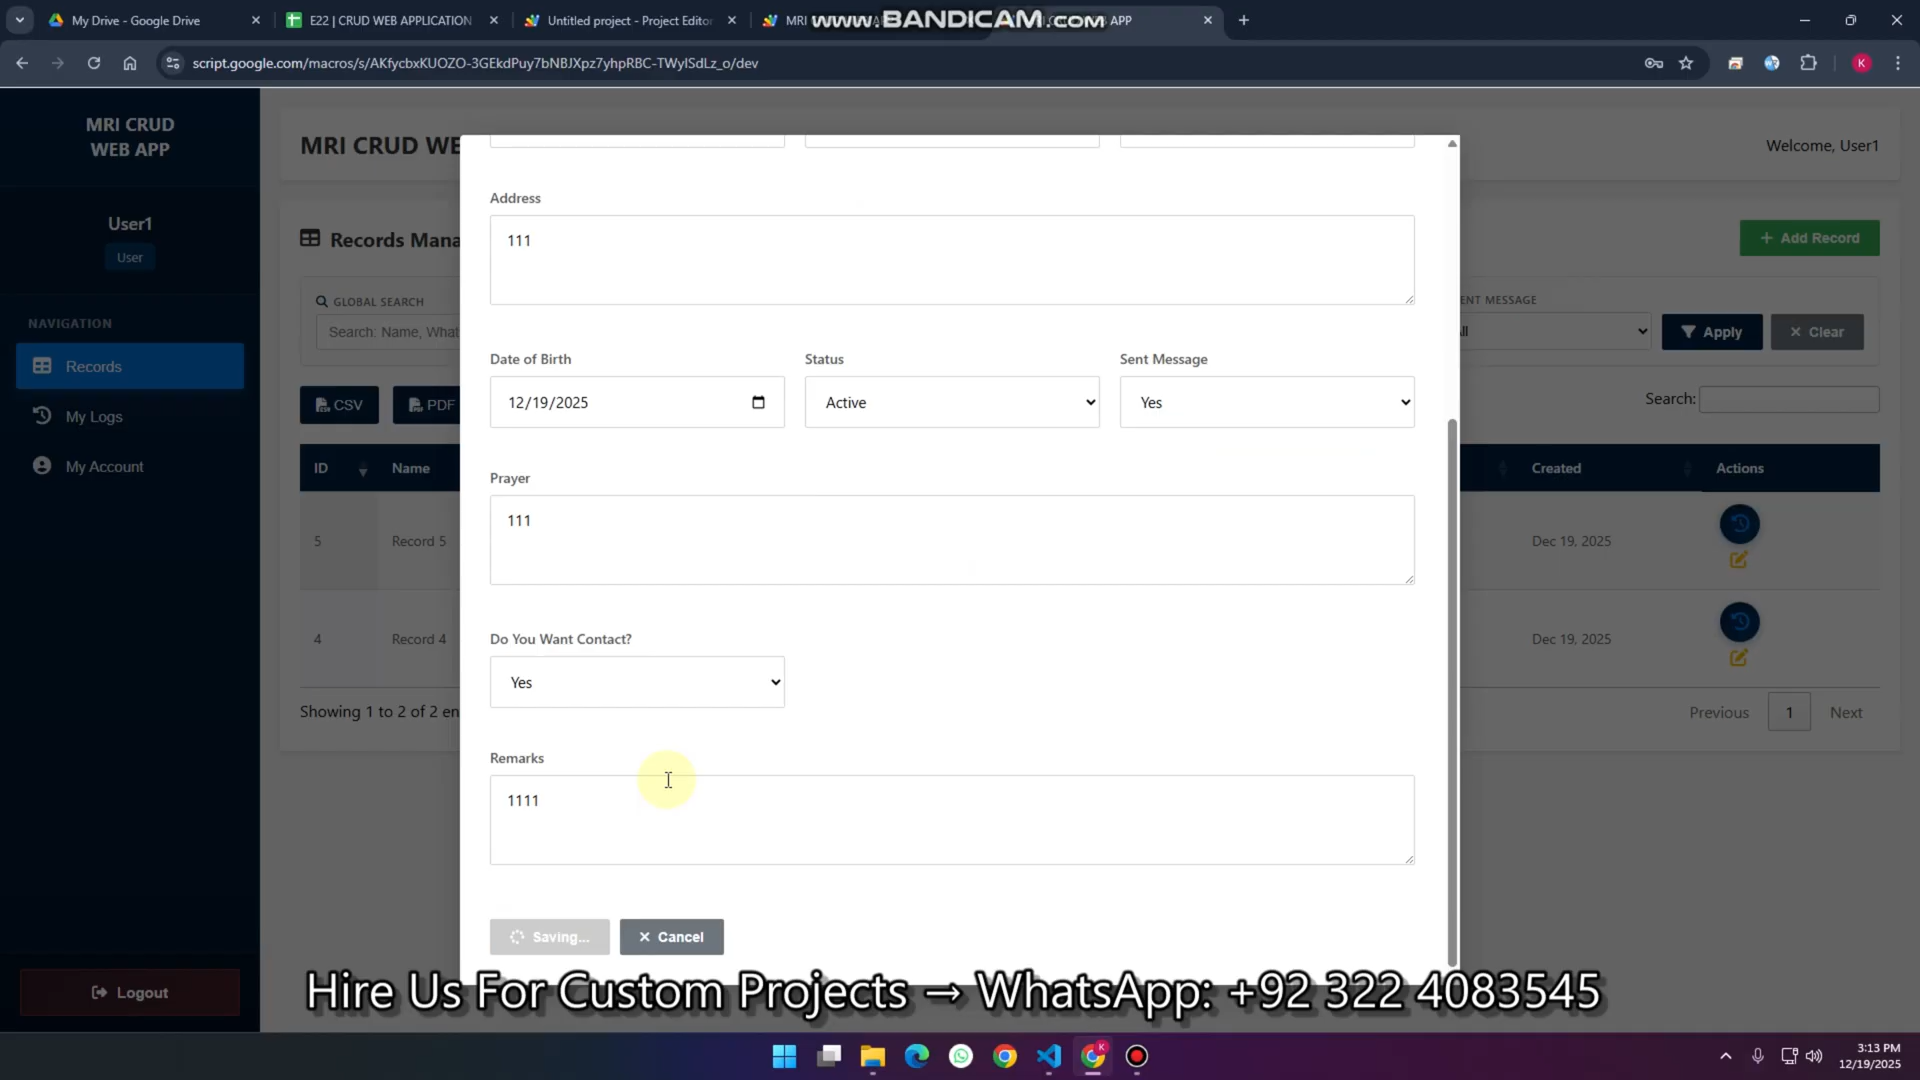 My Drive - Google Drive
E22 | CRUD WEB APPLICATION
Untitled project - Project Editor
MRI
WWW.BANDICAM.COM
APP
script.google.com/macros/s/AKfycbxKUOZO-3GEkdPuy7bNBJXpz7yhpRBC-TWylSdLz_o/dev
K
MRI CRUD
WEB APP
User1
User
NAVIGATION
Records
My Logs
My Account
Logout
MRI CRUD WE
Welcome, User1
Records Mana
+ Add Record
GLOBAL SEARCH
Search: Name, What
ENT MESSAGE
Apply
Clear
CSV
PDF
Search:
ID
Name
Created
Actions
5
Record 5
Dec 19, 2025
4
Record 4
Dec 19, 2025
Showing 1 to 2 of 2 en
Previous
1
Next
Address
111
Date of Birth
Status
Sent Message
12/19/2025
Active
Yes
Prayer
111
Do You Want Contact?
Yes
Remarks
1111
Saving...
Cancel
Hire Us For Custom Projects → WhatsApp: +92 322 4083545
3:13 PM
12/19/2025